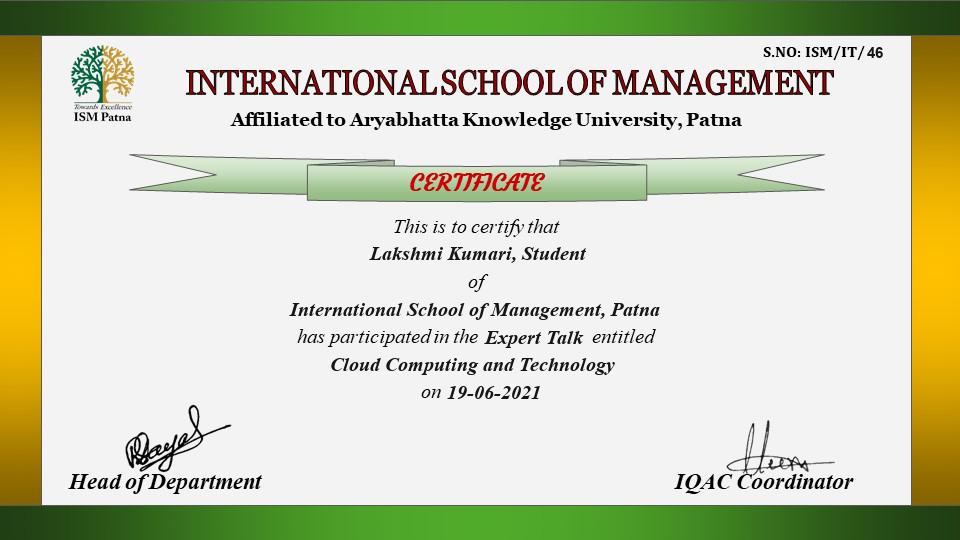 S.NO: ISM/IT/ 46
Towards Excellence
ISM Patna
INTERNATIONAL SCHOOL OF MANAGEMENT
Affiliated to Aryabhatta Knowledge University, Patna
CERTIFICATE
This is to certify that
Lakshmi Kumari, Student
of
International School of Management, Patna
has participated in the Expert Talk entitled
Cloud Computing and Technology
on 19-06-2021
Head of Department
IQAC Coordinator